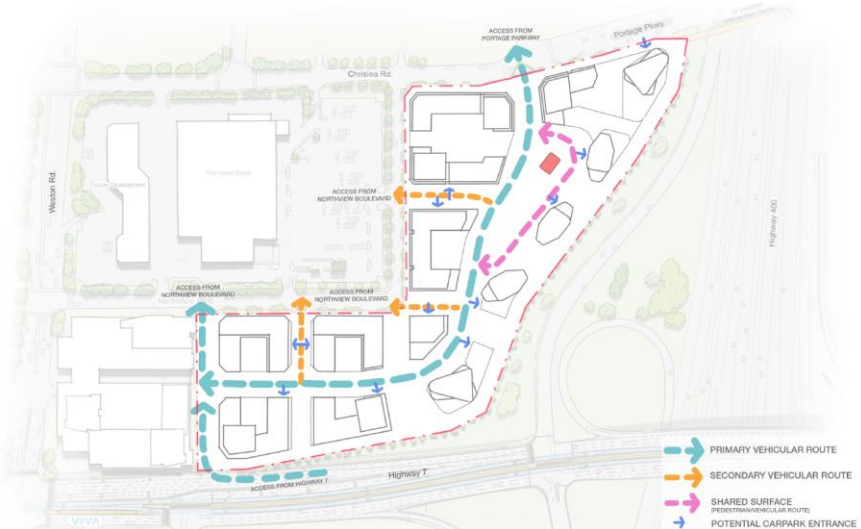 ACCESS FROM
PORTAGE PARKWAY
Portage Pkwy.
Chrislea Rd.
Weston Rd.
Future Development
The Home Depot
ACCESS FROM
NORTHVIEW BOULEVARD
Highway 400
ACCESS FROM
NORTHVIEW BOULEVARD
ACCESS FROM
NORTHVIEW BOULEVARD
Highway 7
ACCESS FROM HIGHWAY 7
VIVA
PRIMARY VEHICULAR ROUTE
SECONDARY VEHICULAR ROUTE
SHARED SURFACE
(PEDESTRIAN/VEHICULAR ROUTE)
POTENTIAL CARPARK ENTRANCE